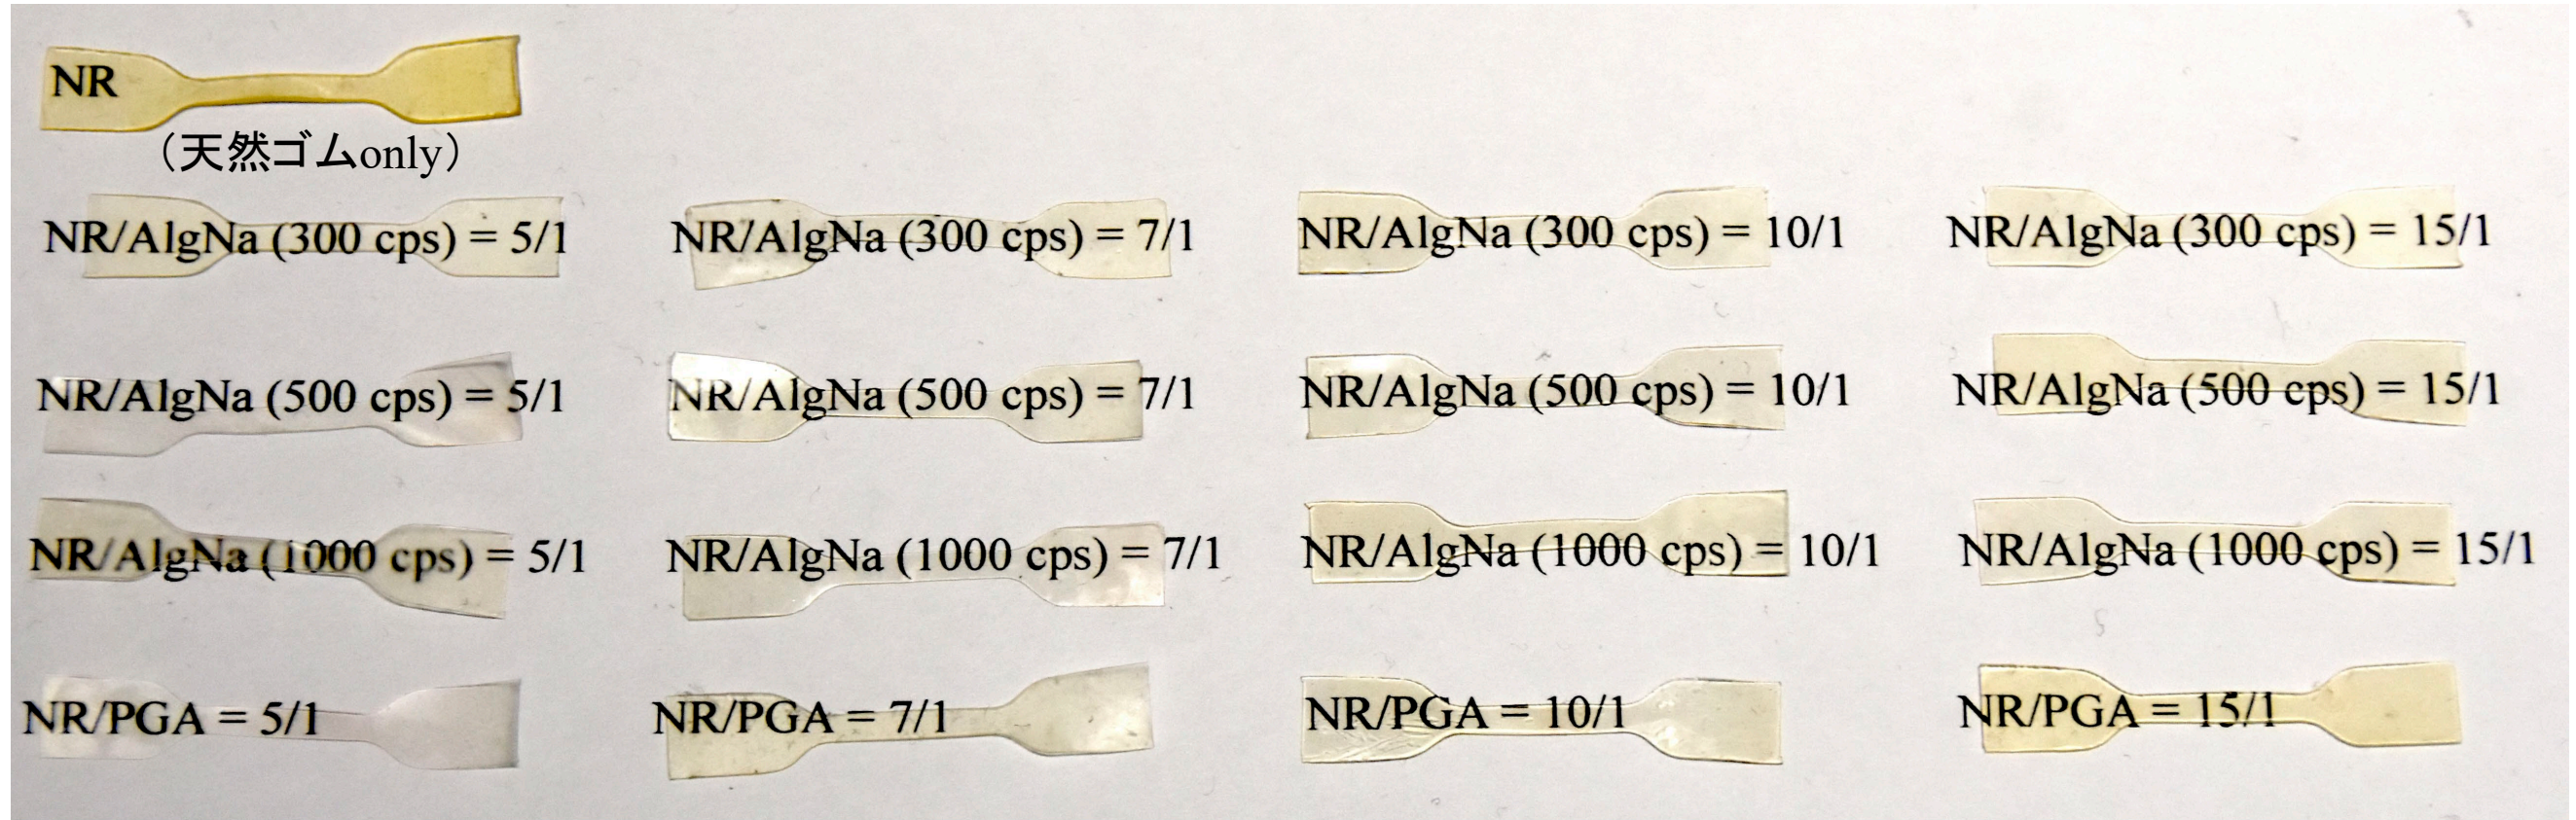 NR
（天然ゴムonly）
NR/AlgNa (300 cps) = 5/1
NR/AlgNa (300 cps) = 7/1
NR/AlgNa (300 cps) = 10/1
NR/AlgNa (300 cps) = 15/1
NR/AlgNa (500 cps) = 5/1
NR/AlgNa (500 cps) = 7/1
NR/AlgNa (500 cps) = 10/1
NR/AlgNa (500 cps) = 15/1
NR/AlgNa (1000 cps) = 5/1
NR/AlgNa (1000 cps) = 7/1
NR/AlgNa (1000 cps) = 10/1
NR/AlgNa (1000 cps) = 15/1
NR/PGA = 5/1
NR/PGA = 7/1
NR/PGA = 10/1
NR/PGA = 15/1